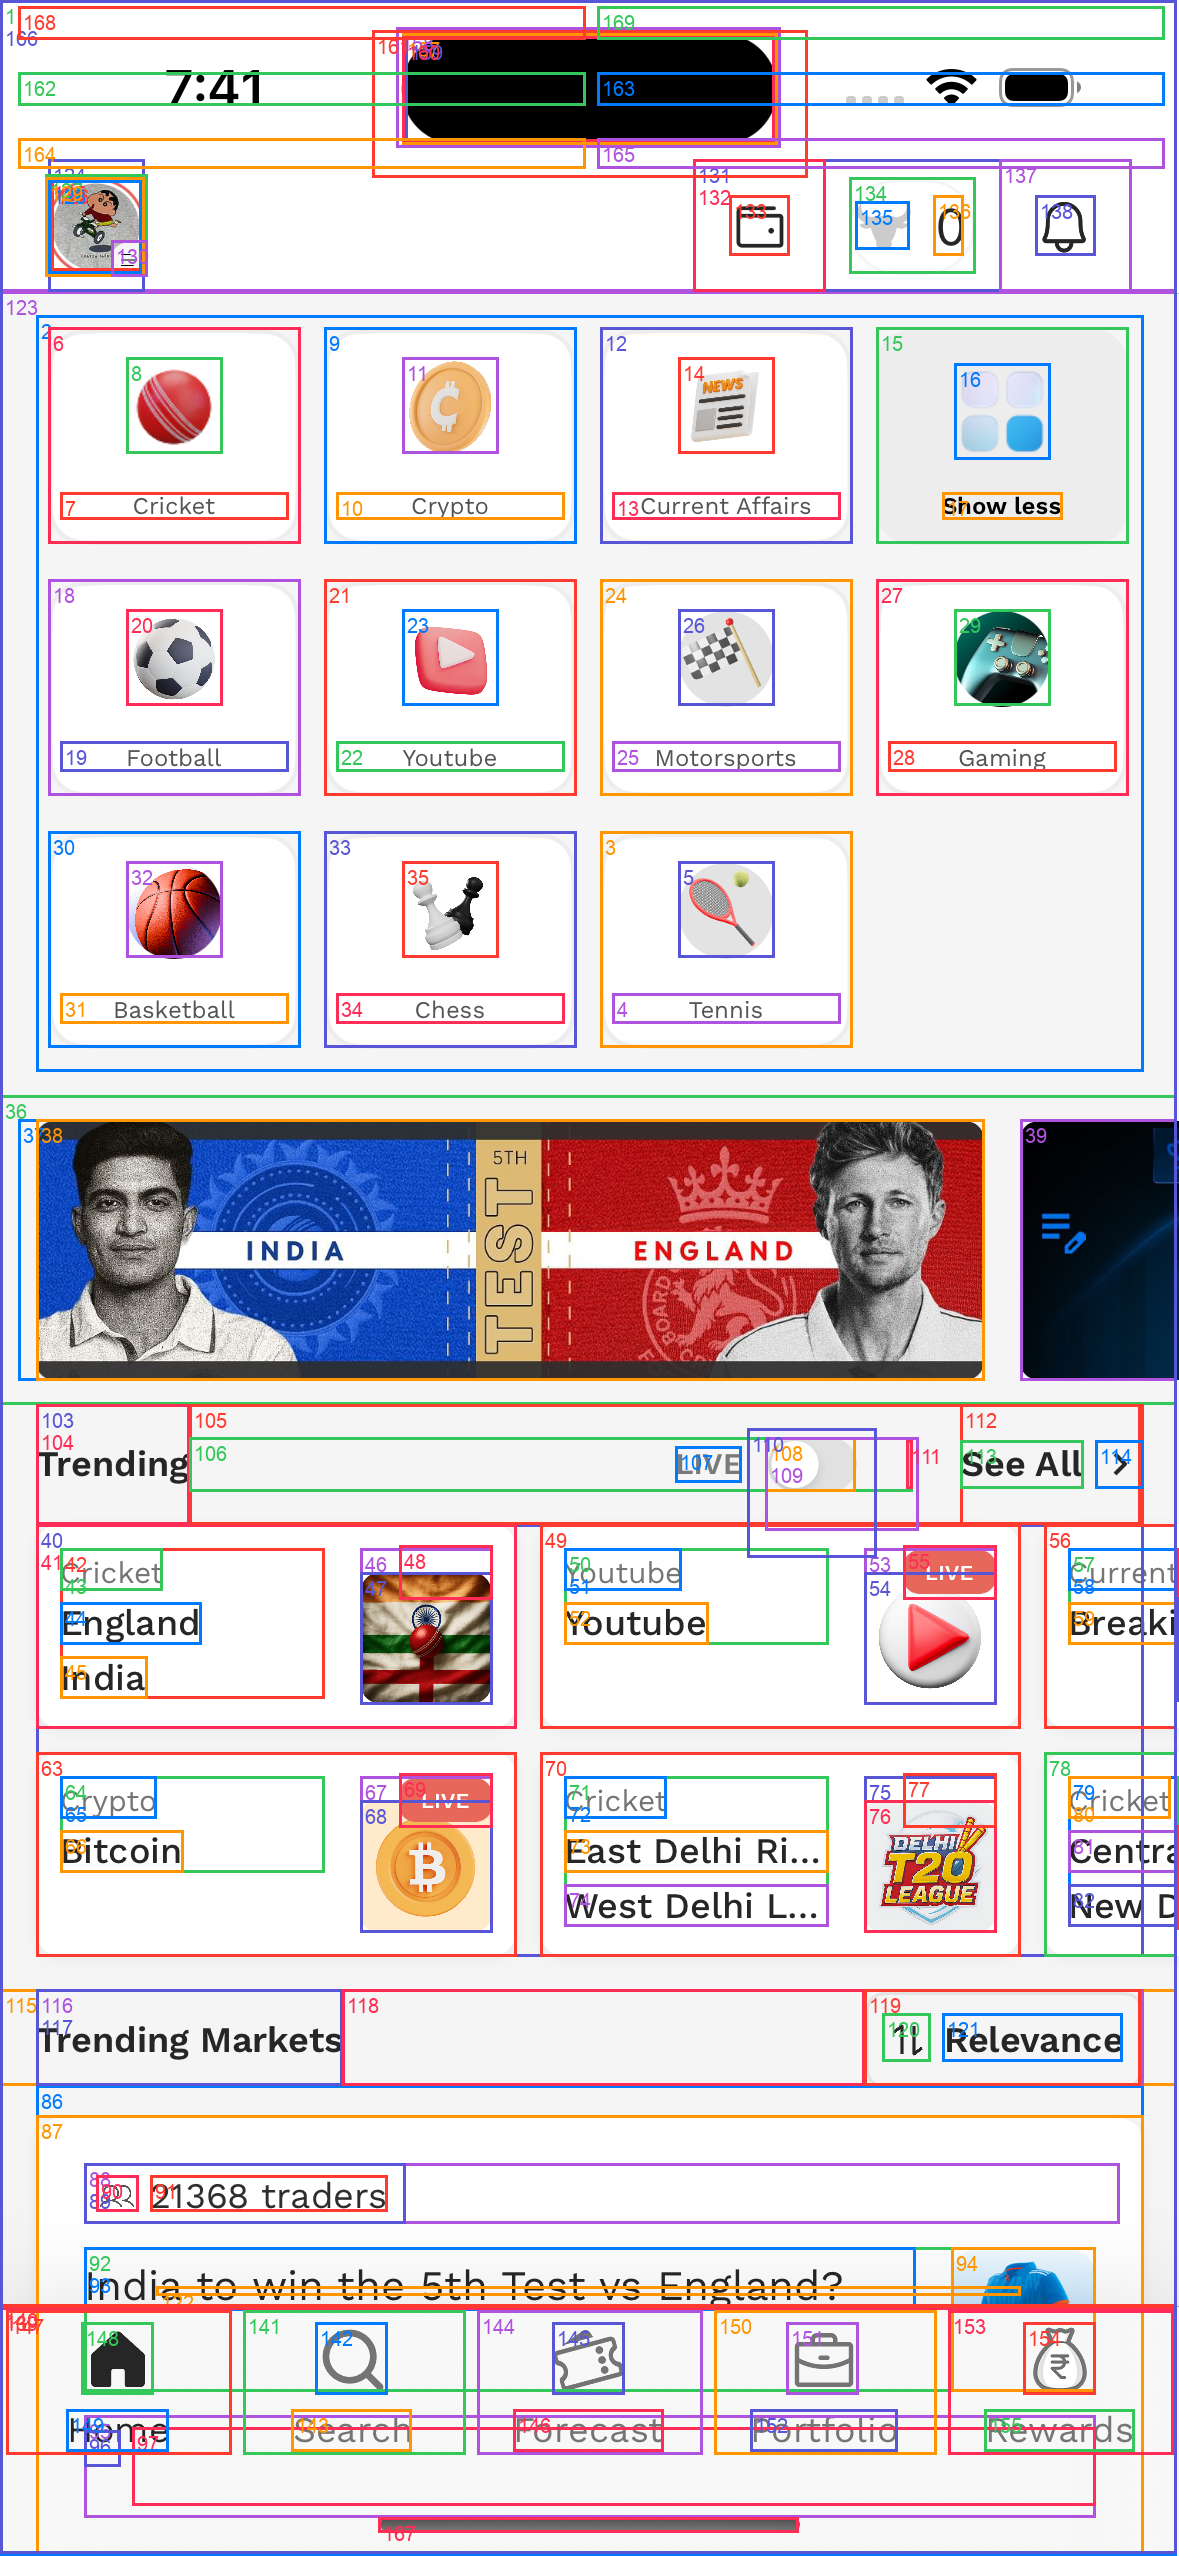 7:41
0
Cricket
Crypto
NEWS
Current Affairs
Show less
Football
Youtube
Motorsports
Gaming
Basketball
Chess
Tennis
INDIA
5TH
TEST
ENGLAND
Trending
LIVE
See All
Cricket
England
India
Youtube
Youtube
LIVE
Current
Breaki
Crypto
Bitcoin
LIVE
Cricket
East Delhi Ri...
West Delhi L...
DELHI
T20
LEAGUE
Cricket
Centra
New D
Trending Markets
Relevance
21368 traders
India to win the 5th Test vs England?
Home
Search
Forecast
Portfolio
Rewards